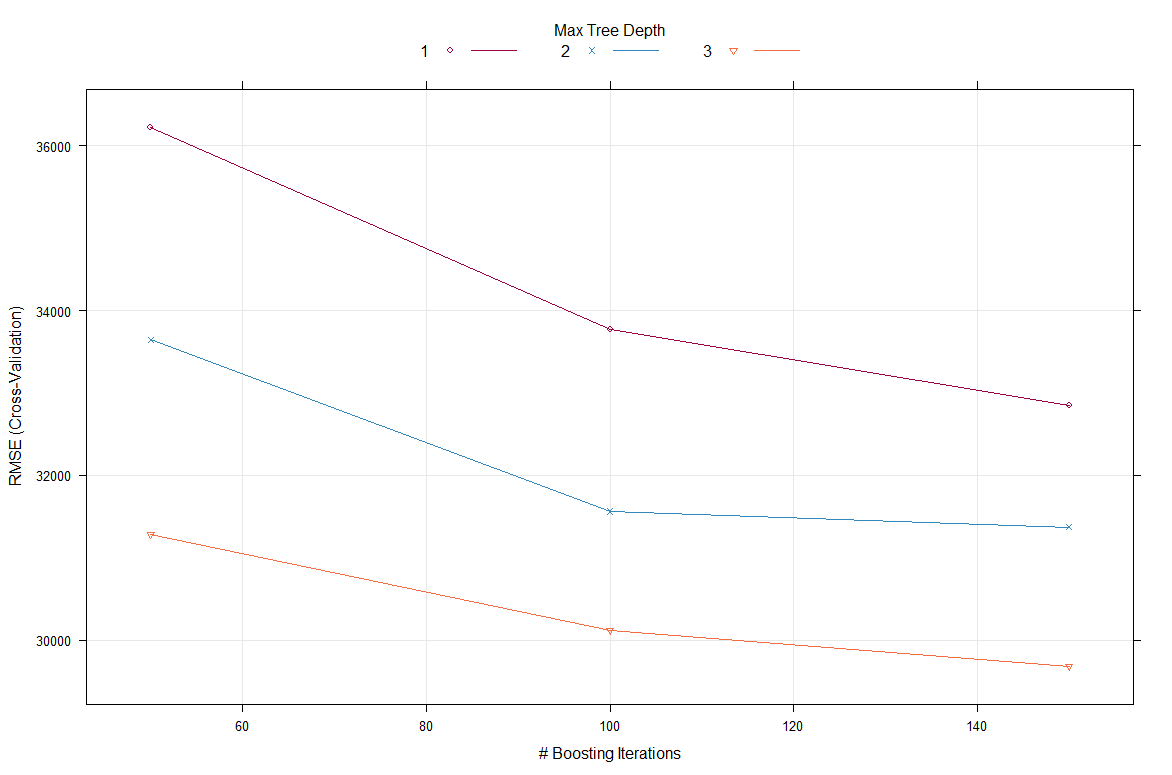 Max Tree Depth
1 2 3
RMSE (Cross-Validation)
36000
34000
32000
30000
60 80 100 120 140
# Boosting Iterations